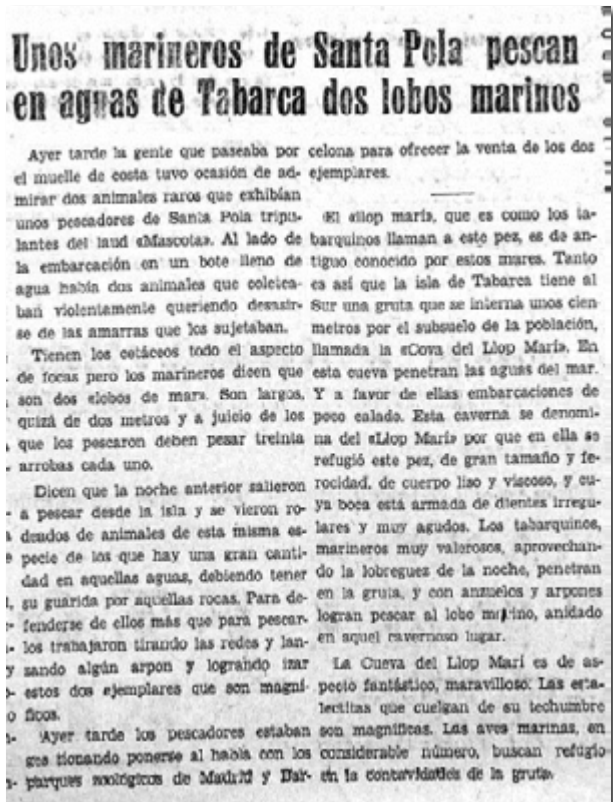 Unos marineros de Santa Pola pescan
en aguas de Tabarca dos lobos marinos
Ayer tarde la gente que paseaba por
el muelle de costa tuvo ocasión de ad-
mirar dos animales raros que exhibían
unos pescadores de Santa Pola tripu-
lantes del laud «Mascota». Al lado de
la embarcación en un bote lleno de
agua había dos animales que coletea-
ban violentamente queriendo desasir-
se de las amarras que los sujetaban.
Tienen los cetáceos todo el aspecto
de focas pero los marineros dicen que
son dos «lobos de mar». Son largos,
quizá de dos metros y a juicio de los
que los pescaron deben pesar treinta
arrobas cada uno.
Dicen que la noche anterior salieron
a pescar desde la isla y se vieron ro-
deados de animales de esta misma es-
pecie de los que hay una gran canti-
dad en aquellas aguas, debiendo tener
su guarida por aquellas rocas. Para de-
fenderse de ellos más que para pescar-
los trabajaron tirando las redes y lan-
sando algún arpon y logrando izar
estos dos ejemplares que son magní-
ficos.
Ayer tarde los pescadores estaban
ges tionando ponerse al habla con los
parques zoológicos de Madrid y Bar-
celona para ofrecer la venta de los dos
ejemplares.
«El «llop marí», que es como los ta-
barquinos llaman a este pez, es de an-
tiguo conocido por estos mares. Tanto
es así que la isla de Tabarca tiene al
Sur una gruta que se interna unos cien
metros por el subsuelo de la población,
llamada la «Cova del Llop Marí». En
esta cueva penetran las aguas del mar.
Y a favor de ellas embarcaciones de
poco calado. Esta caverna se denomi-
na del «Llop Marí» por que en ella se
refugió este pez, de gran tamaño y fe-
rocidad, de cuerpo liso y viscoso, y cu-
ya boca está armada de dientes irregu-
lares y muy agudos. Los tabarquinos,
marineros muy valerosos, aprovechan-
do la lobreguez de la noche, penetran
en la gruta, y con anzuelos y arpones
logran pescar al lobo marino, anidado
en aquel cavernoso lugar.
La Cueva del Llop Marí es de as-
pecto fantástico, maravilloso. Las esta-
lectitas que cuelgan de su techumbre
son magníficas. Las aves marinas, en
considerable número, buscan refugio
en la contavidades de la gruta.